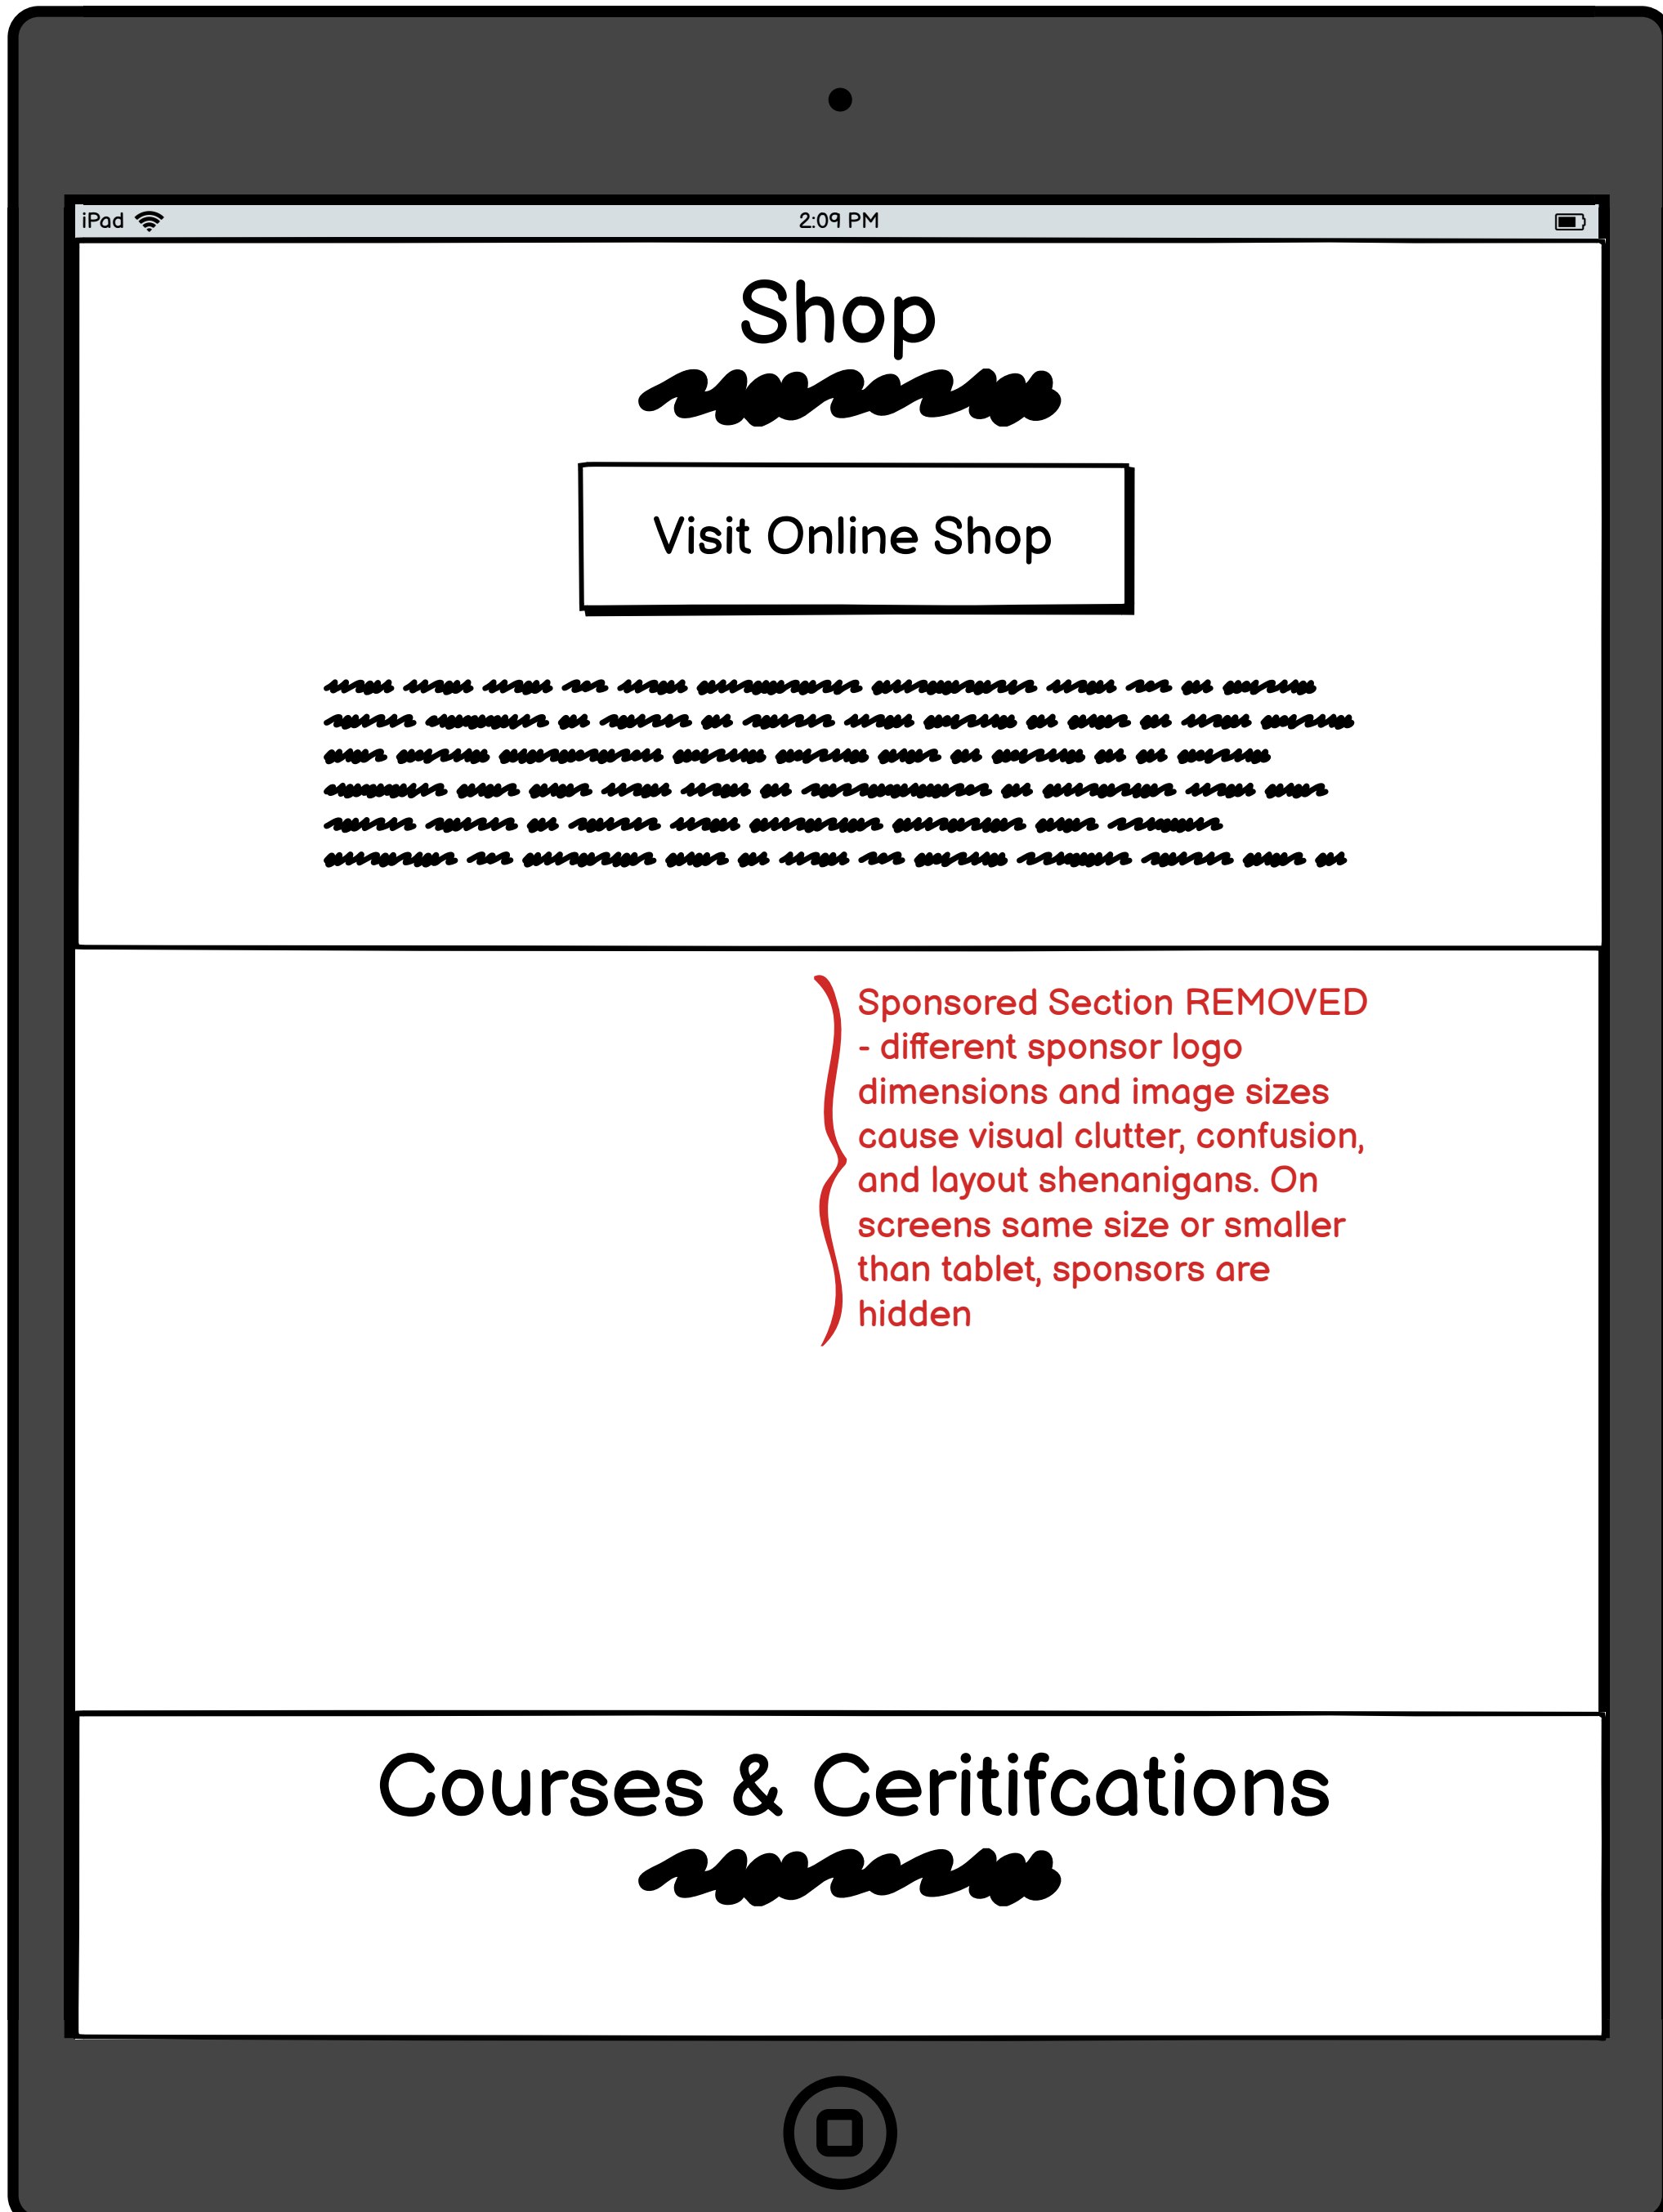 iPad
2:09 PM
Shop
Visit Online Shop
Sponsored Section REMOVED
- different sponsor logo
dimensions and image sizes
cause visual clutter, confusion,
and layout shenanigans. On
screens same size or smaller
than tablet, sponsors are
hidden
Courses & Ceritifcations